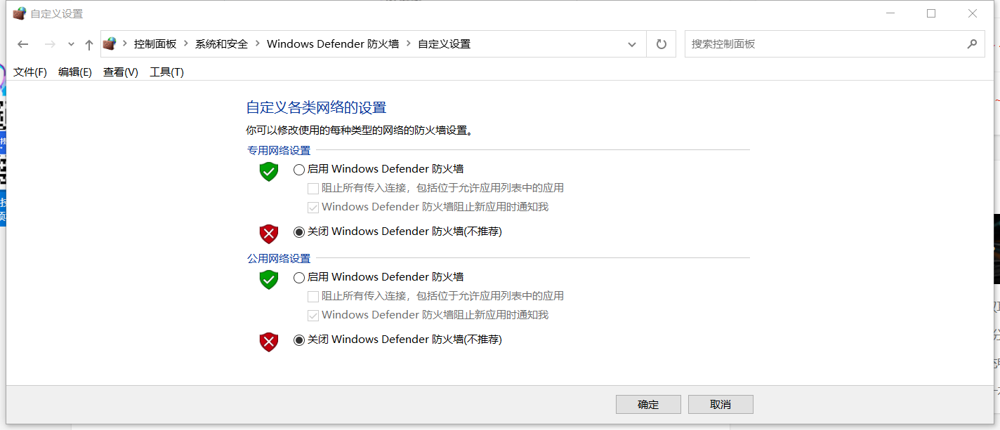 自定义设置
控制面板 系统和安全 Windows Defender 防火墙 自定义设置
搜索控制面板
文件(F) 编辑(E) 查看(V) 工具(T)
自定义各类网络的设置
你可以修改使用的每种类型的网络的防火墙设置。
专用网络设置
启用 Windows Defender 防火墙
阻止所有传入连接，包括位于允许应用列表中的应用
Windows Defender 防火墙阻止新应用时通知我
关闭 Windows Defender 防火墙(不推荐)
公用网络设置
启用 Windows Defender 防火墙
阻止所有传入连接，包括位于允许应用列表中的应用
Windows Defender 防火墙阻止新应用时通知我
关闭 Windows Defender 防火墙(不推荐)
确定 取消